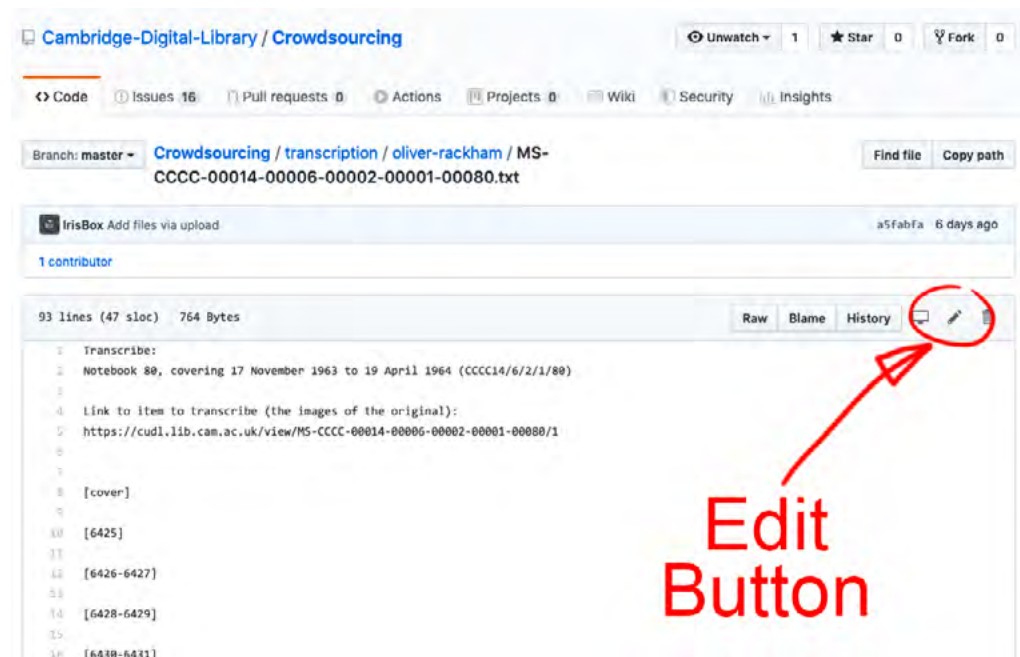 Cambridge-Digital-Library / Crowdsourcing
Unwatch 1 Star 0 Fork 0
Code Issues 16 Pull requests 0 Actions Projects 0 Wiki Security Insights
Branch: master Crowdsourcing / transcription / oliver-rackham / MS-
CCCC-00014-00006-00002-00001-00080.txt
Find file Copy path
IrisBox Add files via upload a5fabfa 6 days ago
1 contributor
93 lines (47 sloc) 764 Bytes Raw Blame History
1 Transcribe:
2 Notebook 80, covering 17 November 1963 to 19 April 1964 (CCCC14/6/2/1/80)
3
4 Link to item to transcribe (the images of the original):
5 https://cudl.lib.cam.ac.uk/view/MS-CCCC-00014-00006-00002-00001-00080/1
6
7
8 [cover]
9
10 [6425]
11
12 [6426-6427]
13
14 [6428-6429]
15
16 [6430-6431]
Edit
Button